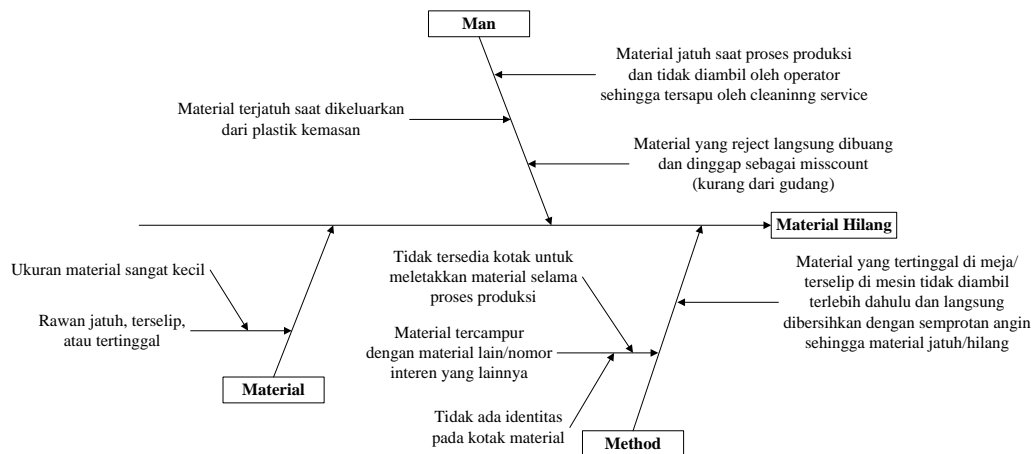 Man
Material jatuh saat proses produksi
dan tidak diambil oleh operator
sehingga tersapu oleh cleaninng service
Material terjatuh saat dikeluarkan
dari plastik kemasan
Material yang reject langsung dibuang
dan dinggap sebagai misscount
(kurang dari gudang)
Material Hilang
Ukuran material sangat kecil
Rawan jatuh, terselip,
atau tertinggal
Material
Tidak tersedia kotak untuk
meletakkan material selama
proses produksi
Material tercampur
dengan material lain/nomor
interen yang lainnya
Tidak ada identitas
pada kotak material
Method
Material yang tertinggal di meja/
terselip di mesin tidak diambil
terlebih dahulu dan langsung
dibersihkan dengan semprotan angin
sehingga material jatuh/hilang